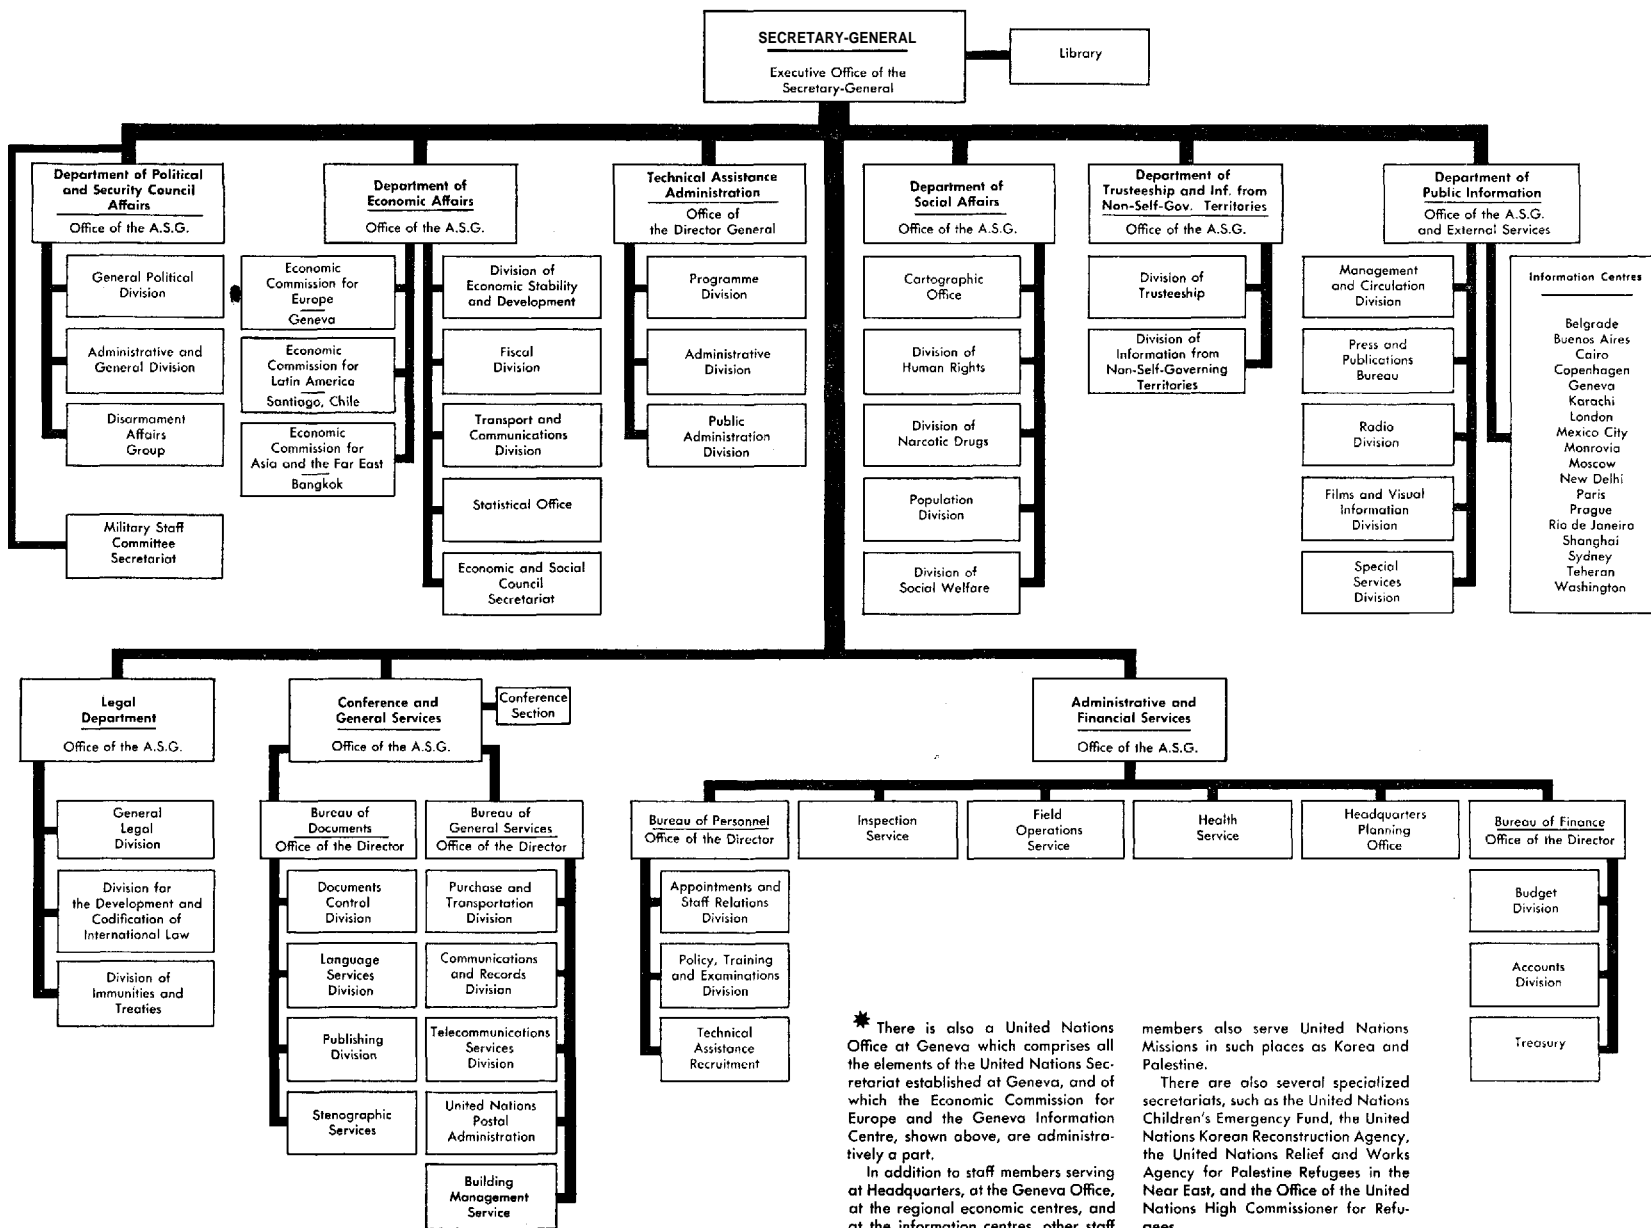 SECRETARY-GENERAL
Executive Office of the
Secretary-General
Library
Department of Political
and Security Council
Affairs
Office of the A.S.G.
General Political
Division
Administrative and
General Division
Disarmament
Affairs
Group
Military Staff
Committee
Secretariat
Department of
Economic Affairs
Office of the A.S.G.
Economic
Commission for
Europe
Geneva
Economic
Commission for
Latin America
Santiago, Chile
Economic
Commission for
Asia and the Far East
Bangkok
Division of
Economic Stability
and Development
Fiscal
Division
Transport and
Communications
Division
Statistical Office
Economic and Social
Council
Secretariat
Technical Assistance
Administration
Office of
the Director General
Programme
Division
Administrative
Division
Public
Administration
Division
Department of
Social Affairs
Office of the A.S.G.
Cartographic
Office
Division of
Human Rights
Division of
Narcotic Drugs
Population
Division
Division of
Social Welfare
Department of
Trusteeship and Inf. from
Non-Self-Gov. Territories
Office of the A.S.G.
Division of
Trusteeship
Division of
Information from
Non-Self-Governing
Territories
Department of
Public Information
Office of the A.S.G.
and External Services
Management
and Circulation
Division
Press and
Publications
Bureau
Radio
Division
Films and Visual
Information
Division
Special
Services
Division
Information Centres
Belgrade
Buenos Aires
Cairo
Copenhagen
Geneva
Karachi
London
Mexico City
Monrovia
Moscow
New Delhi
Paris
Prague
Rio de Janeiro
Shanghai
Sydney
Teheran
Washington
Legal
Department
Office of the A.S.G.
General
Legal
Division
Division for
the Development and
Codification of
International Law
Division of
Immunities and
Treaties
Conference and
General Services
Office of the A.S.G.
Conference
Section
Bureau of
Documents
Office of the Director
Documents
Control
Division
Language
Services
Division
Publishing
Division
Stenographic
Services
Bureau of
General Services
Office of the Director
Purchase and
Transportation
Division
Communications
and Records
Division
Telecommunications
Services
Division
United Nations
Postal
Administration
Building
Management
Service
Administrative and
Financial Services
Office of the A.S.G.
Bureau of Personnel
Office of the Director
Appointments and
Staff Relations
Division
Policy, Training
and Examinations
Division
Technical
Assistance
Recruitment
Inspection
Service
Field
Operations
Service
Health
Service
Headquarters
Planning
Office
Bureau of Finance
Office of the Director
Budget
Division
Accounts
Division
Treasury
* There is also a United Nations
Office at Geneva which comprises all
the elements of the United Nations Sec-
retariat established at Geneva, and of
which the Economic Commission for
Europe and the Geneva Information
Centre, shown above, are administra-
tively a part.
In addition to staff members serving
at Headquarters, at the Geneva Office,
at the regional economic centres, and
at the information centres, other staff
members also serve United Nations
Missions in such places as Korea and
Palestine.
There are also several specialized
secretariats, such as the United Nations
Children's Emergency Fund, the United
Nations Korean Reconstruction Agency,
the United Nations Relief and Works
Agency for Palestine Refugees in the
Near East, and the Office of the United
Nations High Commissioner for Refu-
gees.